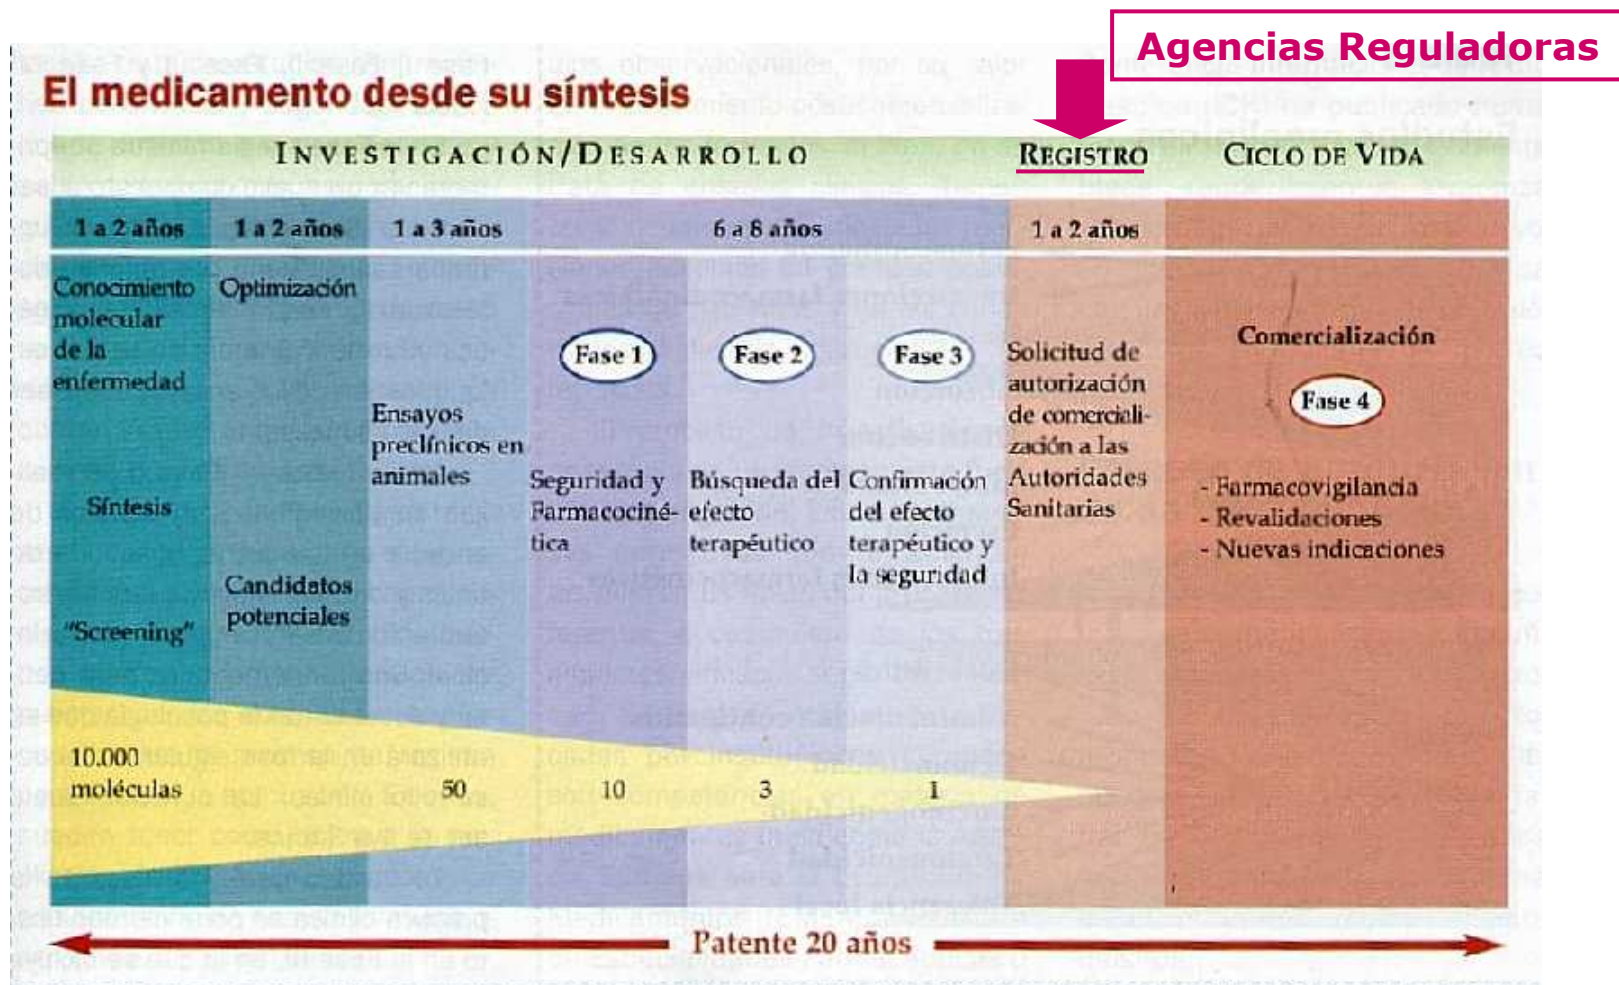 Agencias Reguladoras
El medicamento desde su síntesis
INVESTIGACIÓN/DESARROLLO
REGISTRO
CICLO DE VIDA
1 a 2 años
1 a 2 años
1 a 3 años
6 a 8 años
1 a 2 años
Conocimiento
molecular
de la
enfermedad
Síntesis
"Screening"
Optimización
Candidatos
potenciales
Ensayos
preclínicos en
animales
Fase 1
Seguridad y
Farmacociné-
tica
Fase 2
Búsqueda del
efecto
terapéutico
Fase 3
Confirmación
del efecto
terapéutico y
la seguridad
Solicitud de
autorización
de comerciali-
zación a las
Autoridades
Sanitarias
Comercialización
Fase 4
- Farmacovigilancia
- Revalidaciones
- Nuevas indicaciones
10.000
moléculas
50
10
3
1
Patente 20 años